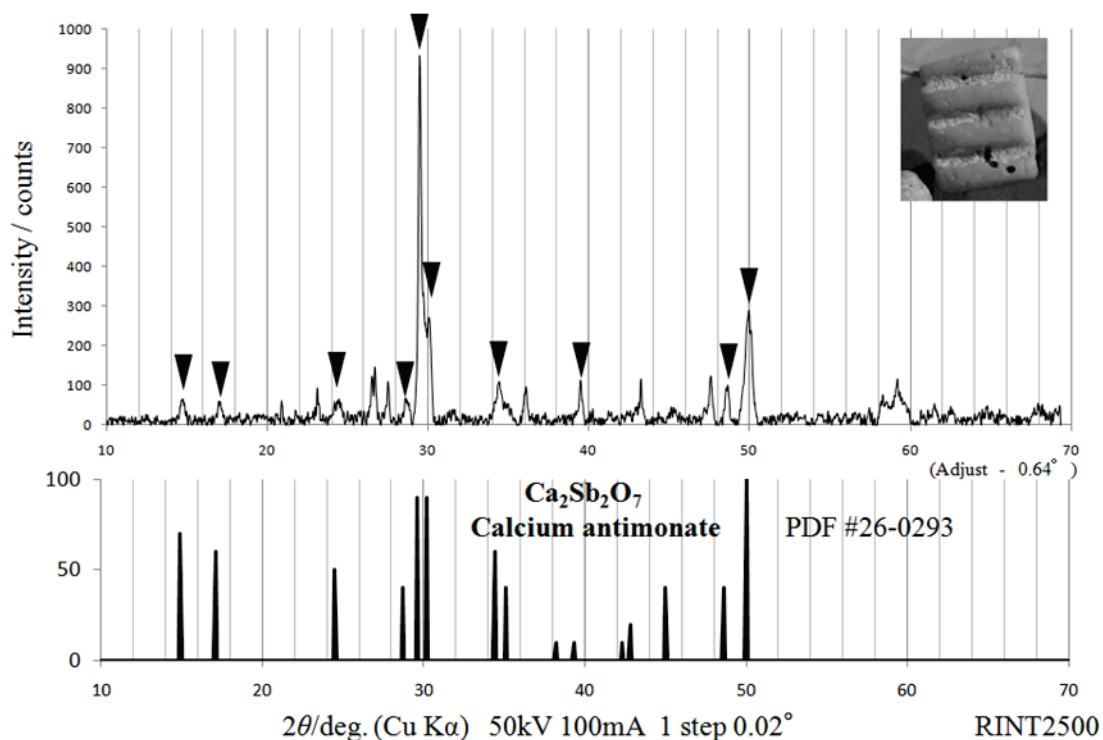 Intensity / counts
1000
900
800
700
600
500
400
300
200
100
0
10 20 30 40 50 60 70
(Adjust - 0.64°)
100
50
0
Ca₂Sb₂O₇
Calcium antimonate PDF #26-0293
10 20 30 40 50 60 70
2θ/deg. (Cu Kα) 50kV 100mA 1 step 0.02° RINT2500